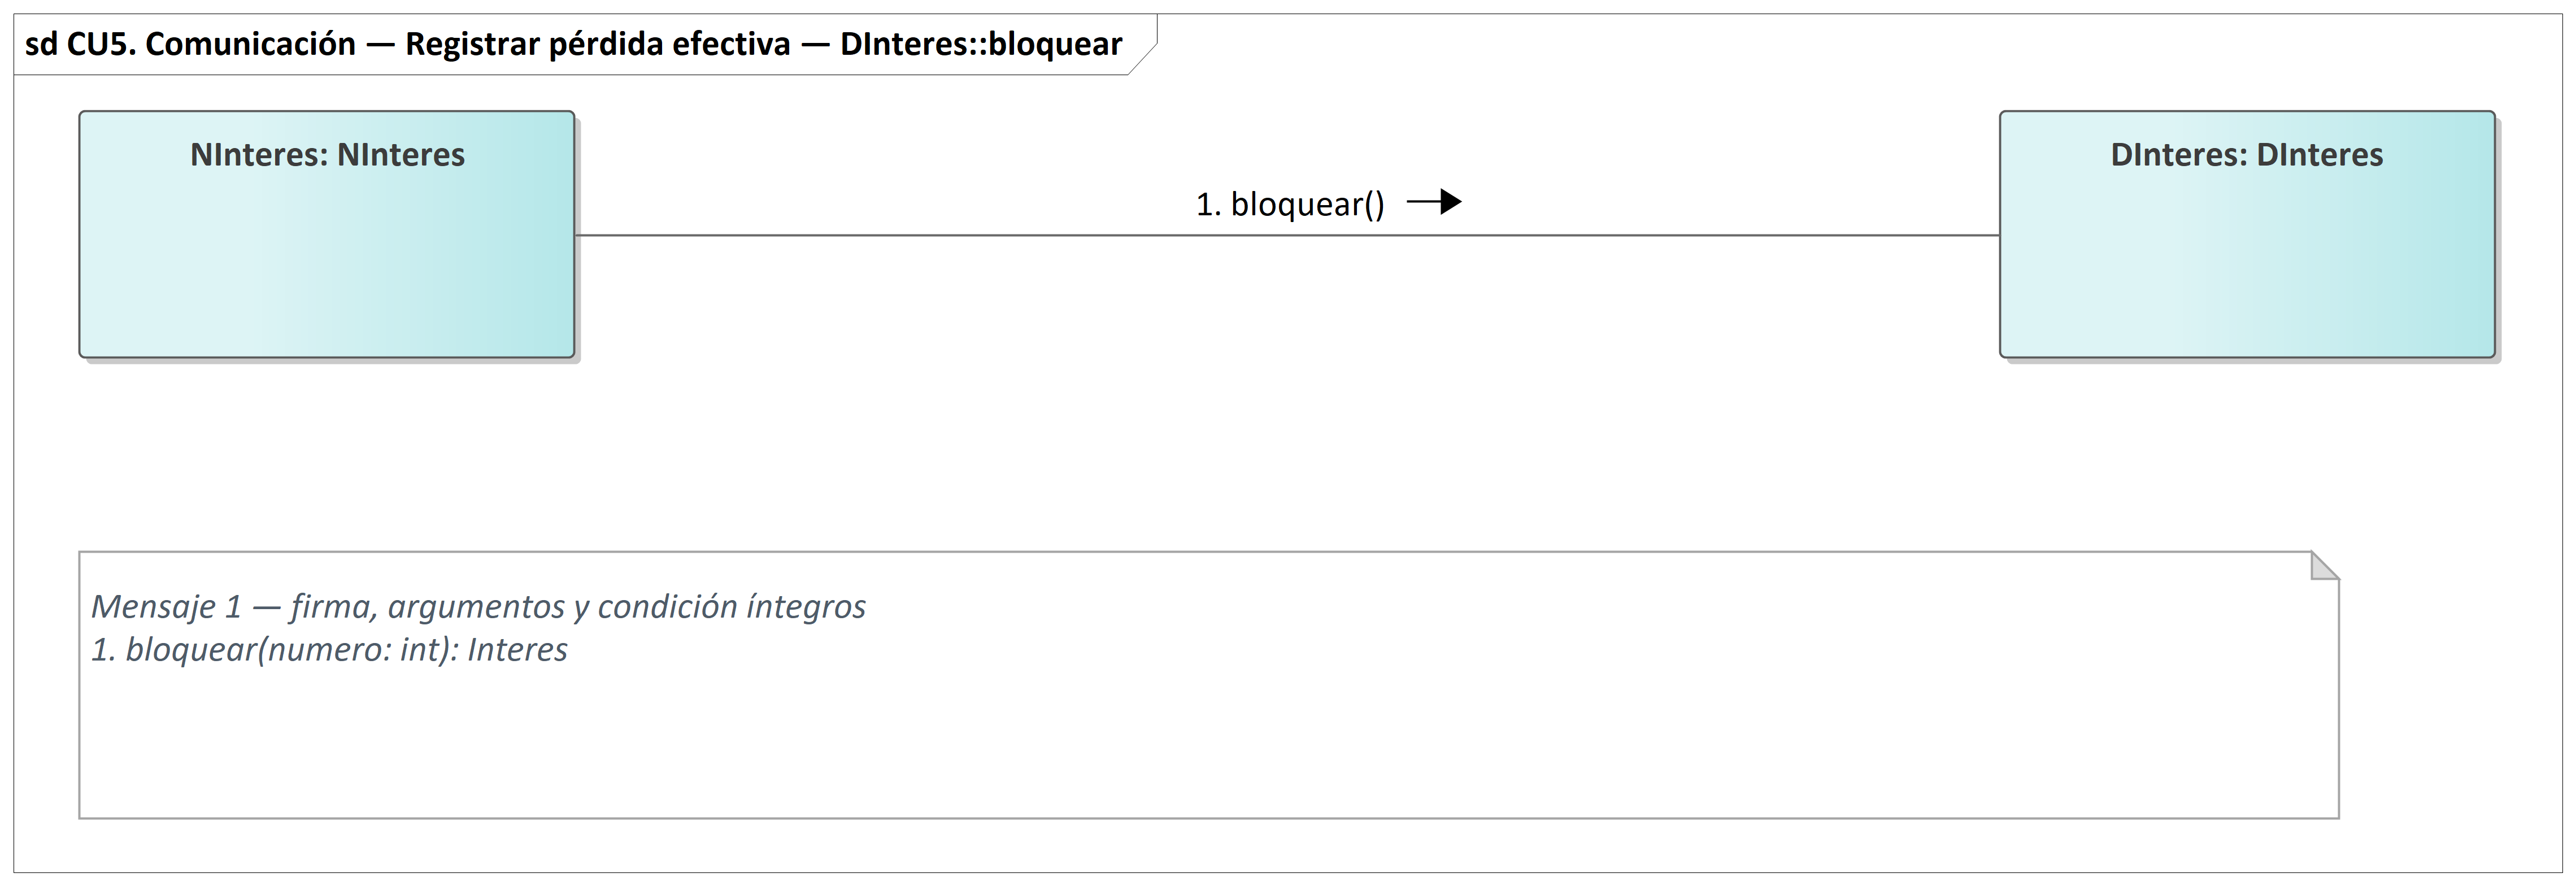 sd CU5. Comunicación — Registrar pérdida efectiva — DInteres::bloquear
NInteres: NInteres
DInteres: DInteres
1. bloquear()
Mensaje 1 — firma, argumentos y condición íntegros
1. bloquear(numero: int): Interes